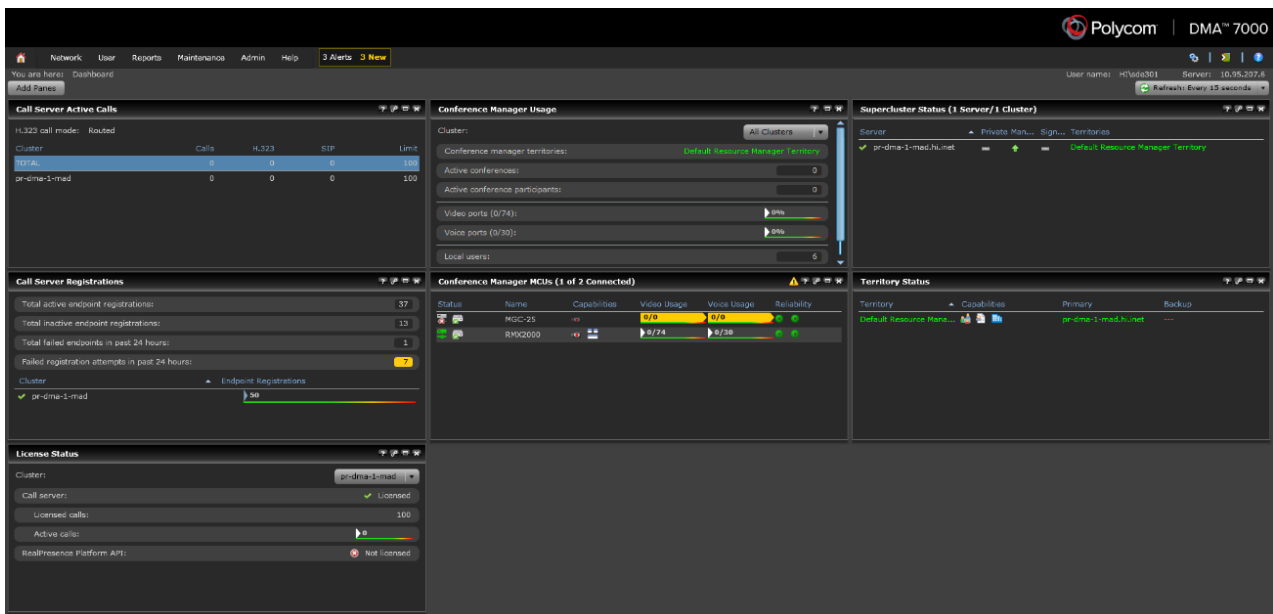 Polycom | DMA™ 7000
Network User Reports Maintenance Admin Help 3 Alerts 3 New
You are here: Dashboard
User name: HI\sde301 Server: 10.95.207.6
Add Panes
Refresh: Every 15 seconds
Call Server Active Calls
H.323 call mode: Routed
Cluster Calls H.323 SIP Limit
TOTAL 0 0 0 100
pr-dma-1-mad 0 0 0 100
Conference Manager Usage
Cluster: All Clusters
Conference manager territories: Default Resource Manager Territory
Active conferences: 0
Active conference participants: 0
Video ports (0/74): 0%
Voice ports (0/30): 0%
Local users: 6
Supercluster Status (1 Server/1 Cluster)
Server Private Man... Sign... Territories
pr-dma-1-mad.hi.inet Default Resource Manager Territory
Call Server Registrations
Total active endpoint registrations: 37
Total inactive endpoint registrations: 13
Total failed endpoints in past 24 hours: 1
Failed registration attempts in past 24 hours: 7
Cluster Endpoint Registrations
pr-dma-1-mad 50
Conference Manager MCUs (1 of 2 Connected)
Status Name Capabilities Video Usage Voice Usage Reliability
MGC-25 0/0 0/0
RMX2000 0/74 0/30
Territory Status
Territory Capabilities Primary Backup
Default Resource Mana... pr-dma-1-mad.hi.inet ---
License Status
Cluster: pr-dma-1-mad
Call server: Licensed
Licensed calls: 100
Active calls: 0
RealPresence Platform API: Not licensed